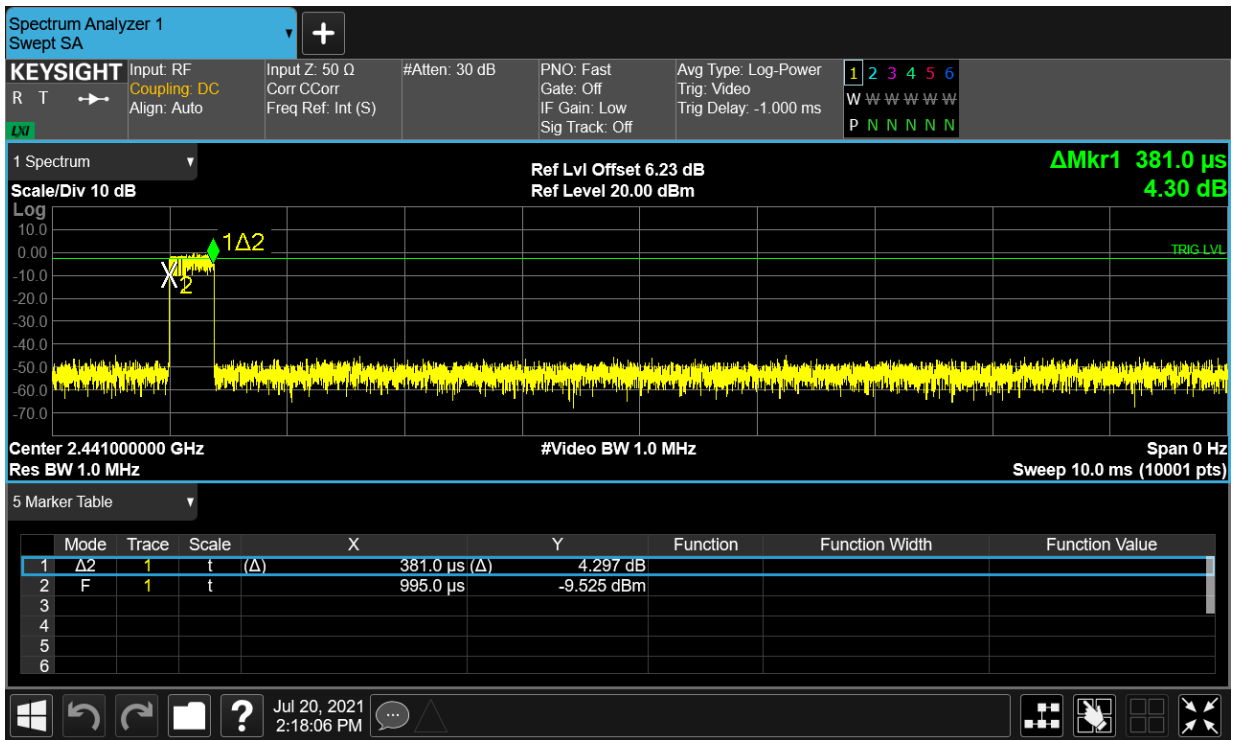 Spectrum Analyzer 1
Swept SA
+
KEYSIGHT Input: RF Input Z: 50 Ω #Atten: 30 dB PNO: Fast Avg Type: Log-Power 1 2 3 4 5 6
R T Coupling: DC Corr CCorr Gate: Off Trig: Video W W W W W W
Align: Auto Freq Ref: Int (S) IF Gain: Low Trig Delay: -1.000 ms P N N N N N
LXI Sig Track: Off
1 Spectrum Ref Lvl Offset 6.23 dB ΔMkr1 381.0 µs
Scale/Div 10 dB Ref Level 20.00 dBm 4.30 dB
Log
10.0
1Δ2
0.00 TRIG LVL
-10.0
2
-20.0
-30.0
-40.0
-50.0
-60.0
-70.0
Center 2.441000000 GHz #Video BW 1.0 MHz Span 0 Hz
Res BW 1.0 MHz Sweep 10.0 ms (10001 pts)
5 Marker Table
Mode Trace Scale X Y Function Function Width Function Value
1 Δ2 1 t (Δ) 381.0 µs (Δ) 4.297 dB
2 F 1 t 995.0 µs -9.525 dBm
3
4
5
6
? Jul 20, 2021
2:18:06 PM